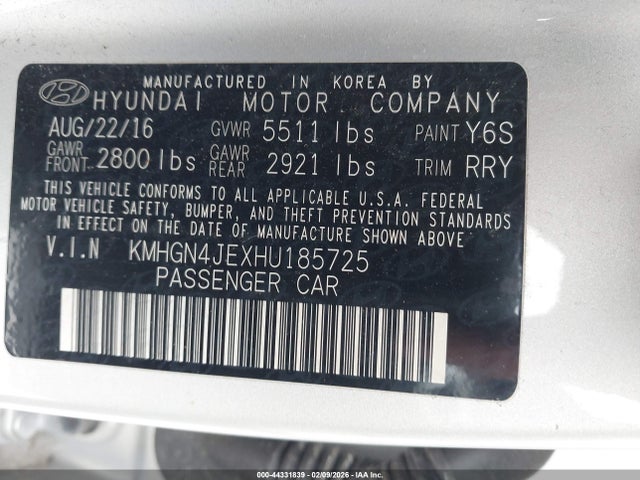 MANUFACTURED IN KOREA BY
HYUNDAI MOTOR COMPANY
AUG/22/16 GVWR 5511 lbs PAINT Y6S
GAWR FRONT 2800 lbs GAWR REAR 2921 lbs TRIM RRY
THIS VEHICLE CONFORMS TO ALL APPLICABLE U.S.A. FEDERAL
MOTOR VEHICLE SAFETY, BUMPER, AND THEFT PREVENTION STANDARDS
IN EFFECT ON THE DATE OF MANUFACTURE SHOWN ABOVE.
V.I.N KMHGN4JEXHU185725
PASSENGER CAR
000-44331839 - 02/09/2026 - IAA Inc.